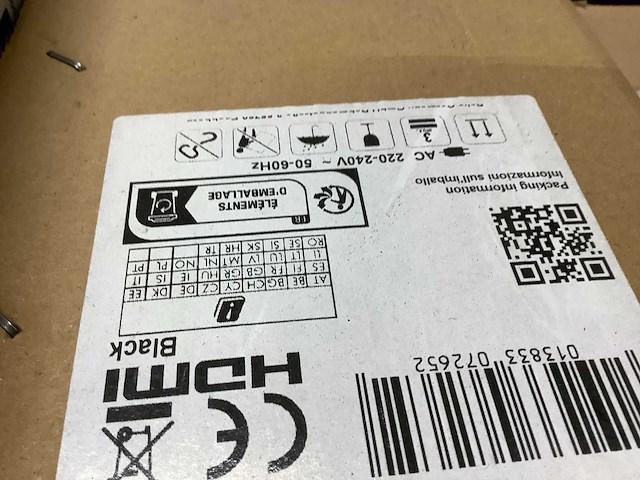 013833 072652
CE
HDMI
Black
AT BE BG CH CY CZ DE DK EE
ES FI FR GB GR HU IE IS IT
LI LT LU LV MT NL NO PL PT
RO SE SI SK HR TR
FR
ÉLÉMENTS
D'EMBALLAGE
Packing information
Informazioni sull'imballo
AC 220-240V ~ 50-60Hz
3